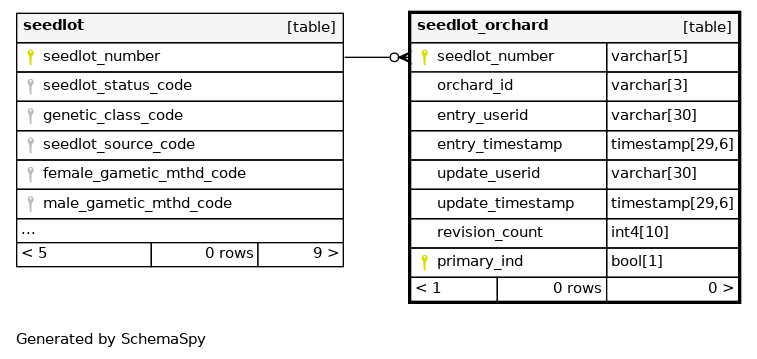 seedlot [table]
seedlot_number
seedlot_status_code
genetic_class_code
seedlot_source_code
female_gametic_mthd_code
male_gametic_mthd_code
...
< 5 0 rows 9 >
seedlot_orchard [table]
seedlot_number varchar[5]
orchard_id varchar[3]
entry_userid varchar[30]
entry_timestamp timestamp[29,6]
update_userid varchar[30]
update_timestamp timestamp[29,6]
revision_count int4[10]
primary_ind bool[1]
< 1 0 rows 0 >
Generated by SchemaSpy